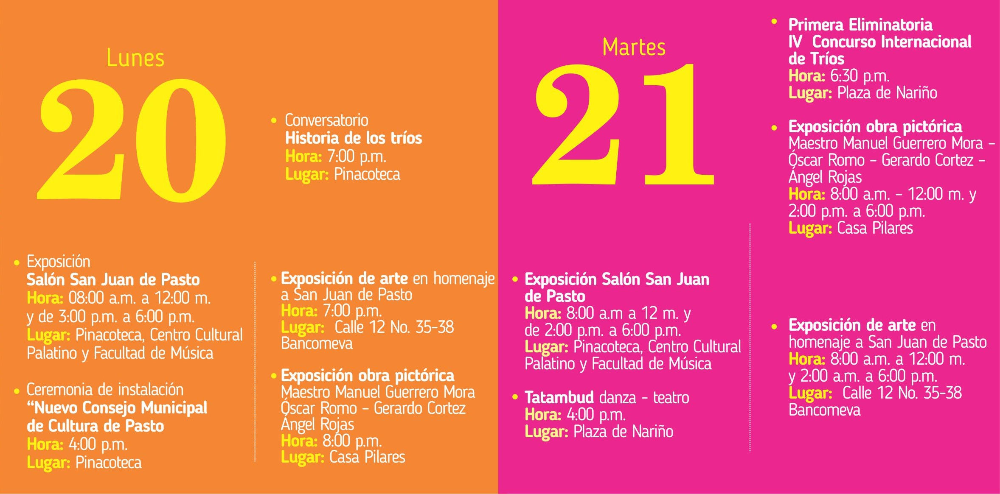 Lunes
20
• Exposición
Salón San Juan de Pasto
Hora: 08:00 a.m. a 12:00 m.
y de 3:00 p.m. a 6:00 p.m.
Lugar: Pinacoteca, Centro Cultural
Palatino y Facultad de Música
• Ceremonia de instalación
“Nuevo Consejo Municipal
de Cultura de Pasto
Hora: 4:00 p.m.
Lugar: Pinacoteca
• Conversatorio
Historia de los tríos
Hora: 7:00 p.m.
Lugar: Pinacoteca
• Exposición de arte en homenaje
a San Juan de Pasto
Hora: 7:00 p.m.
Lugar: Calle 12 No. 35-38
Bancomeva
• Exposición obra pictórica
Maestro Manuel Guerrero Mora
Óscar Romo - Gerardo Cortez
Ángel Rojas
Hora: 8:00 p.m.
Lugar: Casa Pilares
Martes
21
• Exposición Salón San Juan
de Pasto
Hora: 8:00 a.m a 12 m. y
de 2:00 p.m. a 6:00 p.m.
Lugar: Pinacoteca, Centro Cultural
Palatino y Facultad de Música
• Tatambud danza - teatro
Hora: 4:00 p.m.
Lugar: Plaza de Nariño
• Primera Eliminatoria
IV Concurso Internacional
de Tríos
Hora: 6:30 p.m.
Lugar: Plaza de Nariño
• Exposición obra pictórica
Maestro Manuel Guerrero Mora -
Óscar Romo - Gerardo Cortez -
Ángel Rojas
Hora: 8:00 a.m. - 12:00 m. y
2:00 p.m. a 6:00 p.m.
Lugar: Casa Pilares
• Exposición de arte en
homenaje a San Juan de Pasto
Hora: 8:00 a.m. a 12:00 m.
y 2:00 a.m. a 6:00 p.m.
Lugar: Calle 12 No. 35-38
Bancomeva